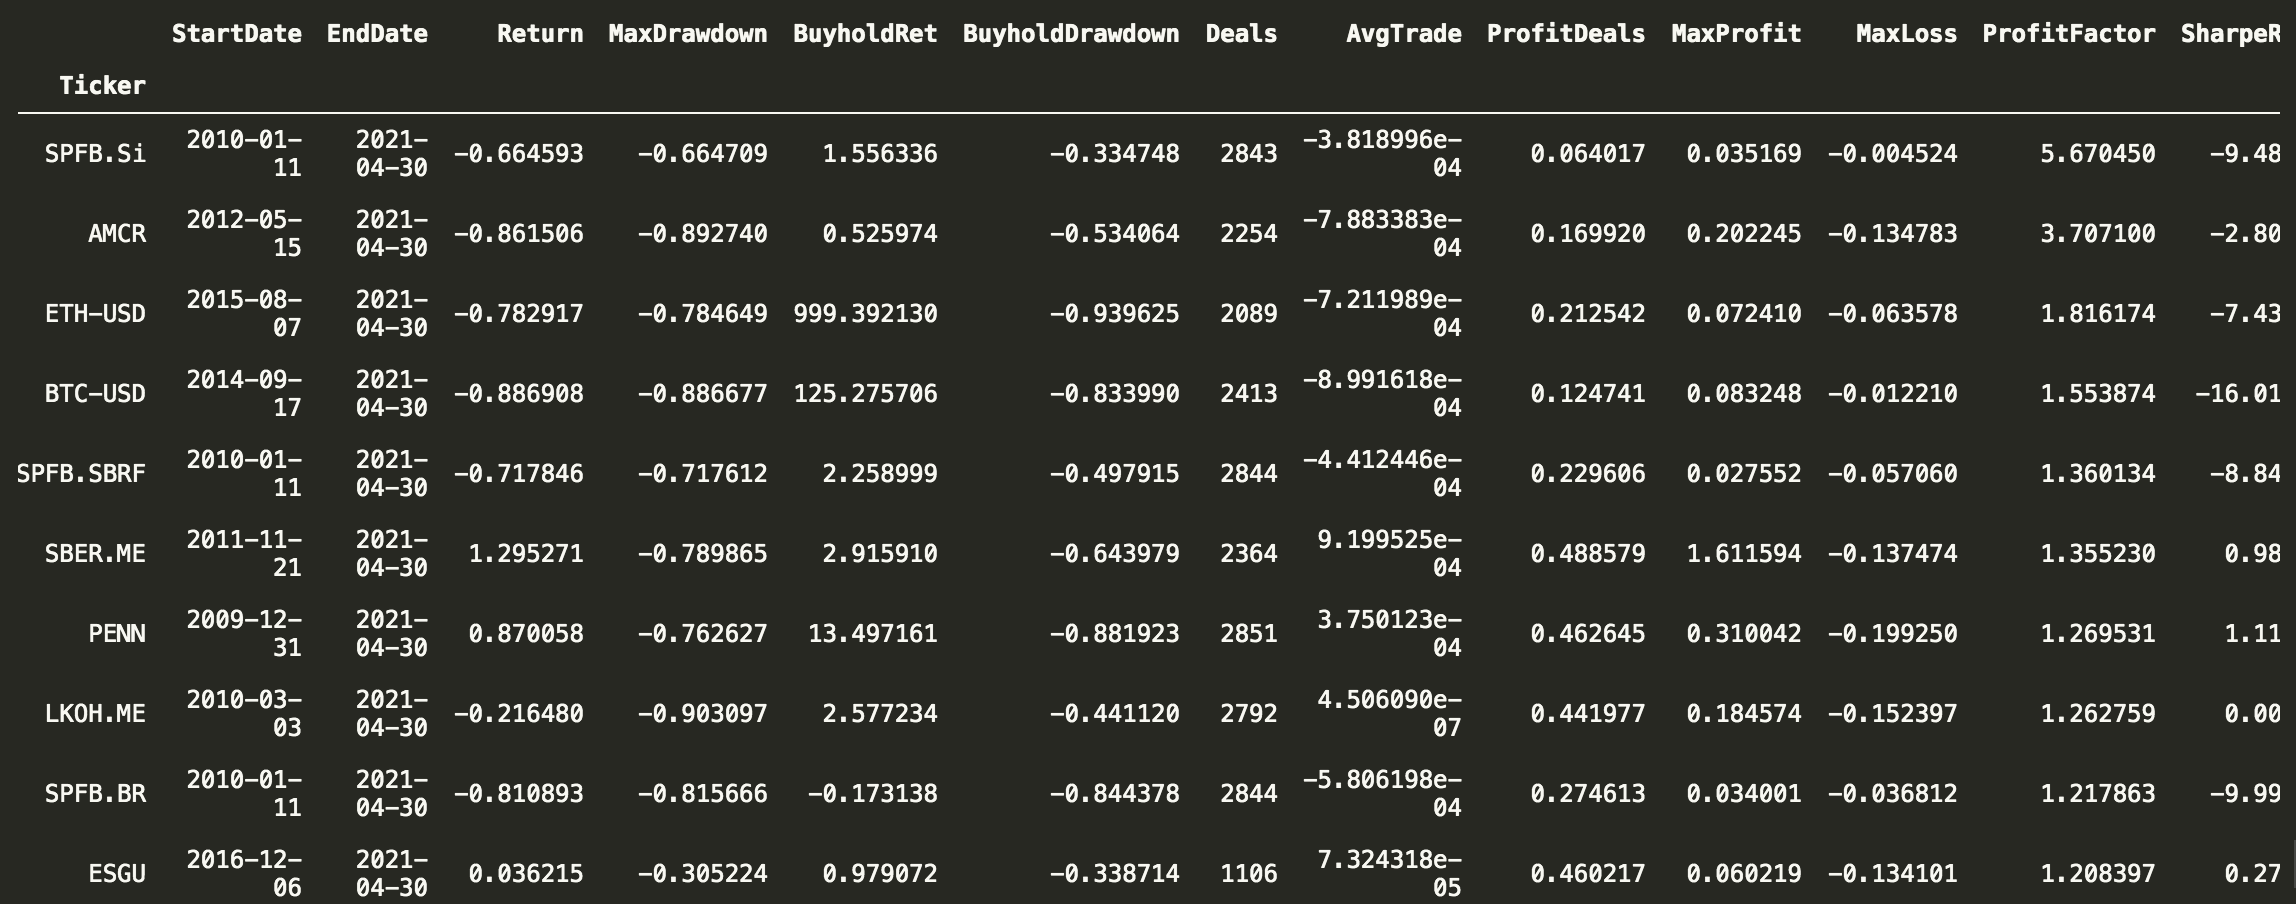 StartDate EndDate Return MaxDrawdown BuyholdRet BuyholdDrawdown Deals AvgTrade ProfitDeals MaxProfit MaxLoss ProfitFactor SharpeR
Ticker
SPFB.Si 2010-01-11 2021-04-30 -0.664593 -0.664709 1.556336 -0.334748 2843 -3.818996e-04 0.064017 0.035169 -0.004524 5.670450 -9.48
AMCR 2012-05-15 2021-04-30 -0.861506 -0.892740 0.525974 -0.534064 2254 -7.883383e-04 0.169920 0.202245 -0.134783 3.707100 -2.80
ETH-USD 2015-08-07 2021-04-30 -0.782917 -0.784649 999.392130 -0.939625 2089 -7.211989e-04 0.212542 0.072410 -0.063578 1.816174 -7.43
BTC-USD 2014-09-17 2021-04-30 -0.886908 -0.886677 125.275706 -0.833990 2413 -8.991618e-04 0.124741 0.083248 -0.012210 1.553874 -16.01
SPFB.SBRF 2010-01-11 2021-04-30 -0.717846 -0.717612 2.258999 -0.497915 2844 -4.412446e-04 0.229606 0.027552 -0.057060 1.360134 -8.84
SBER.ME 2011-11-21 2021-04-30 1.295271 -0.789865 2.915910 -0.643979 2364 9.199525e-04 0.488579 1.611594 -0.137474 1.355230 0.98
PENN 2009-12-31 2021-04-30 0.870058 -0.762627 13.497161 -0.881923 2851 3.750123e-04 0.462645 0.310042 -0.199250 1.269531 1.11
LKOH.ME 2010-03-03 2021-04-30 -0.216480 -0.903097 2.577234 -0.441120 2792 4.506090e-07 0.441977 0.184574 -0.152397 1.262759 0.00
SPFB.BR 2010-01-11 2021-04-30 -0.810893 -0.815666 -0.173138 -0.844378 2844 -5.806198e-04 0.274613 0.034001 -0.036812 1.217863 -9.99
ESGU 2016-12-06 2021-04-30 0.036215 -0.305224 0.979072 -0.338714 1106 7.324318e-05 0.460217 0.060219 -0.134101 1.208397 0.27